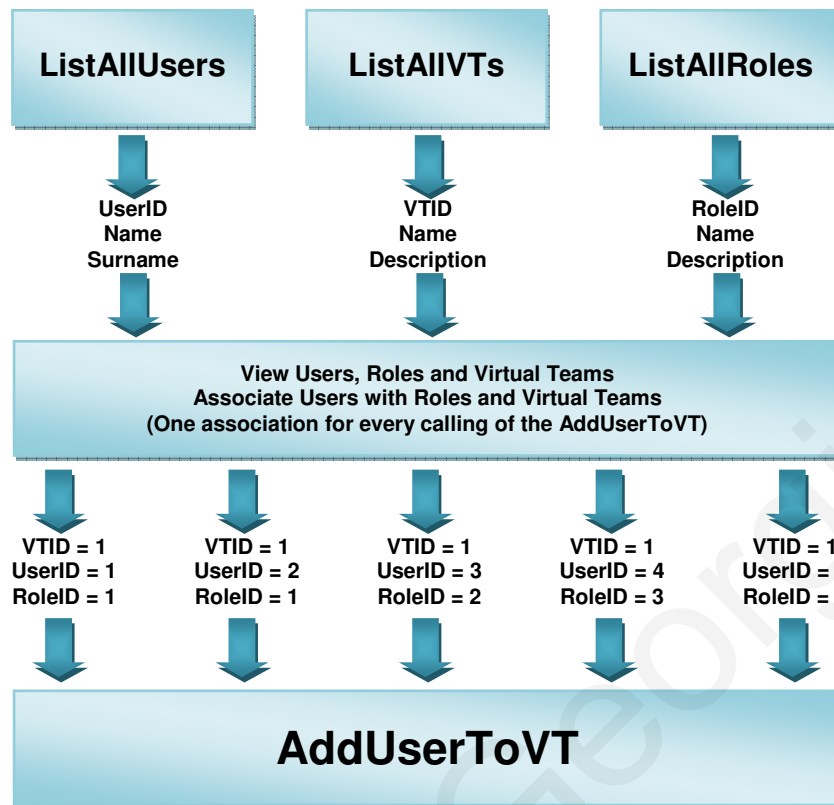 ListAllUsers
ListAllVTs
ListAllRoles
UserID
Name
Surname
VTID
Name
Description
RoleID
Name
Description
View Users, Roles and Virtual Teams
Associate Users with Roles and Virtual Teams
(One association for every calling of the AddUserToVT)
VTID = 1
UserID = 1
RoleID = 1
VTID = 1
UserID = 2
RoleID = 1
VTID = 1
UserID = 3
RoleID = 2
VTID = 1
UserID = 4
RoleID = 3
VTID = 1
UserID =
RoleID =
AddUserToVT
Georgi